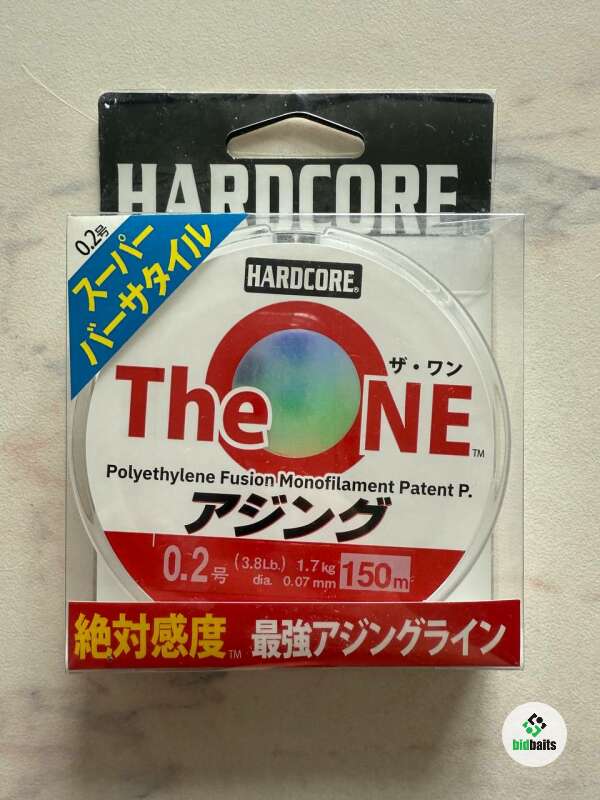 HARDCORE
0.2号
スーパー
バーサタイル
HARDCORE®
ザ・ワン
The ONE™
Polyethylene Fusion Monofilament Patent P.
アジング
0.2号 (3.8Lb.) 1.7kg dia. 0.07mm 150m
絶対感度™ 最強アジングライン
bidbaits